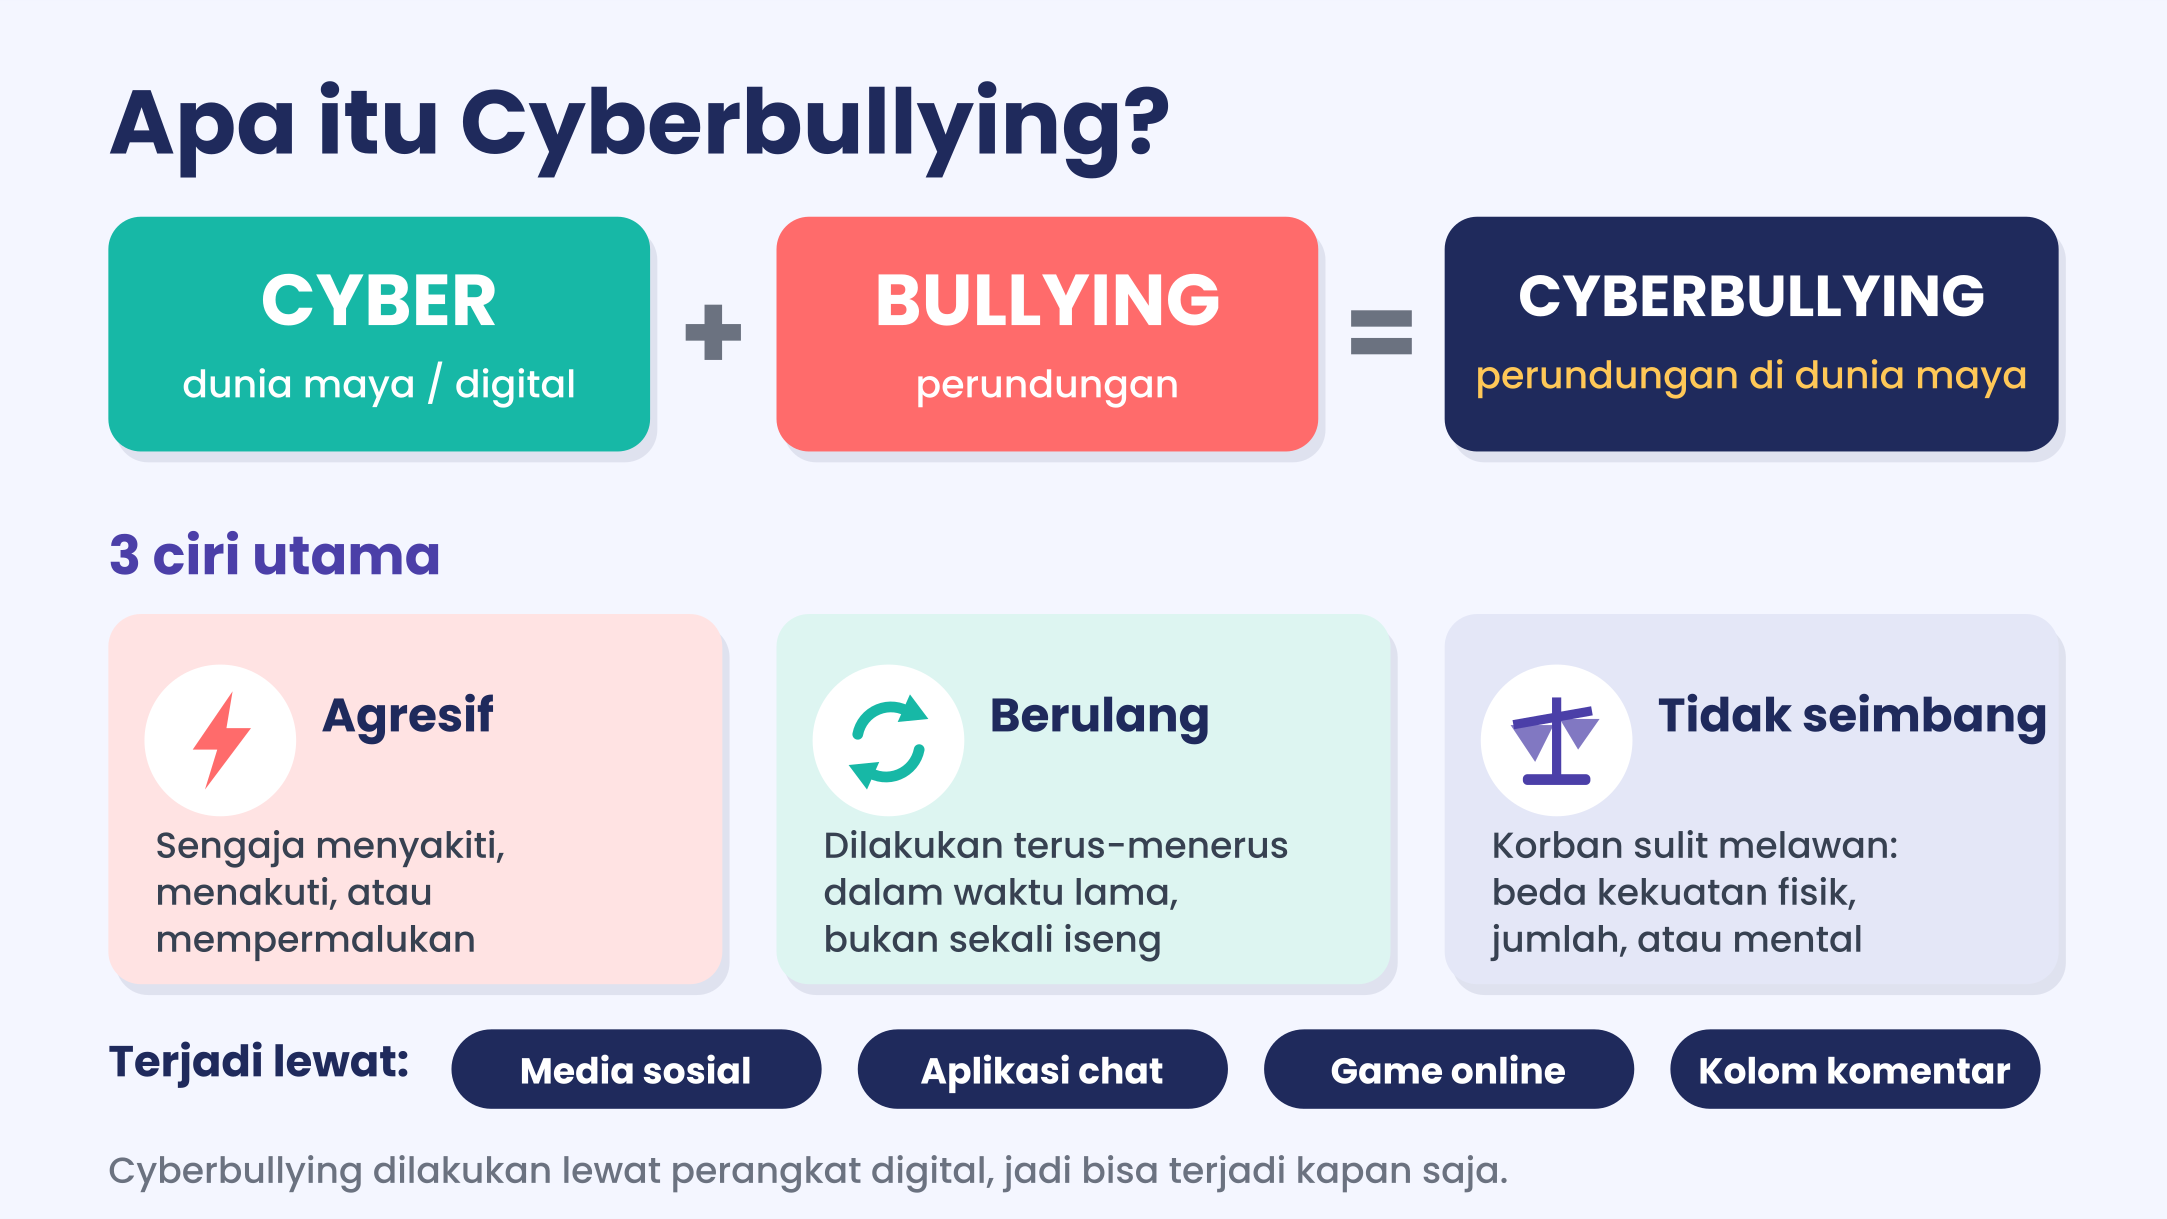 Apa itu Cyberbullying?
CYBER
dunia maya / digital
+
BULLYING
perundungan
=
CYBERBULLYING
perundungan di dunia maya
3 ciri utama
Agresif
Sengaja menyakiti,
menakuti, atau
mempermalukan
Berulang
Dilakukan terus-menerus
dalam waktu lama,
bukan sekali iseng
Tidak seimbang
Korban sulit melawan:
beda kekuatan fisik,
jumlah, atau mental
Terjadi lewat:
Media sosial
Aplikasi chat
Game online
Kolom komentar
Cyberbullying dilakukan lewat perangkat digital, jadi bisa terjadi kapan saja.